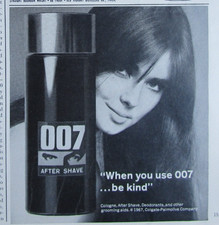 007
AFTER SHAVE
"When you use 007
...be kind"
Cologne, After Shave, Deodorants, and other
grooming aids. © 1967, Colgate-Palmolive Company